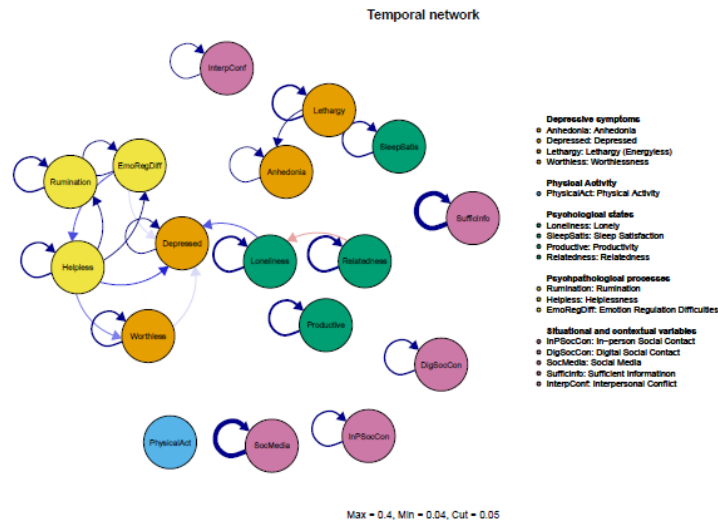 Temporal network
InterpConf
Lethargy
SleepSatis
Anhedonia
EmoRegDiff
Rumination
SufficInfo
Depressed
Helpless
Loneliness
Relatedness
Productive
Worthless
DigSocCon
PhysicalAct
SocMedia
InPSocCon
Depressive symptoms
Anhedonia: Anhedonia
Depressed: Depressed
Lethargy: Lethargy (Energyless)
Worthless: Worthlessness
Physical Activity
PhysicalAct: Physical Activity
Psychological states
Loneliness: Lonely
SleepSatis: Sleep Satisfaction
Productive: Productivity
Relatedness: Relatedness
Psychpathological processes
Rumination: Rumination
Helpless: Helplessness
EmoRegDiff: Emotion Regulation Difficulties
Situational and contextual variables
InPSocCon: In-person Social Contact
DigSocCon: Digital Social Contact
SocMedia: Social Media
SufficInfo: Sufficient Informatinon
InterpConf: Interpersonal Conflict
Max = 0.4, Min = 0.04, Cut = 0.05